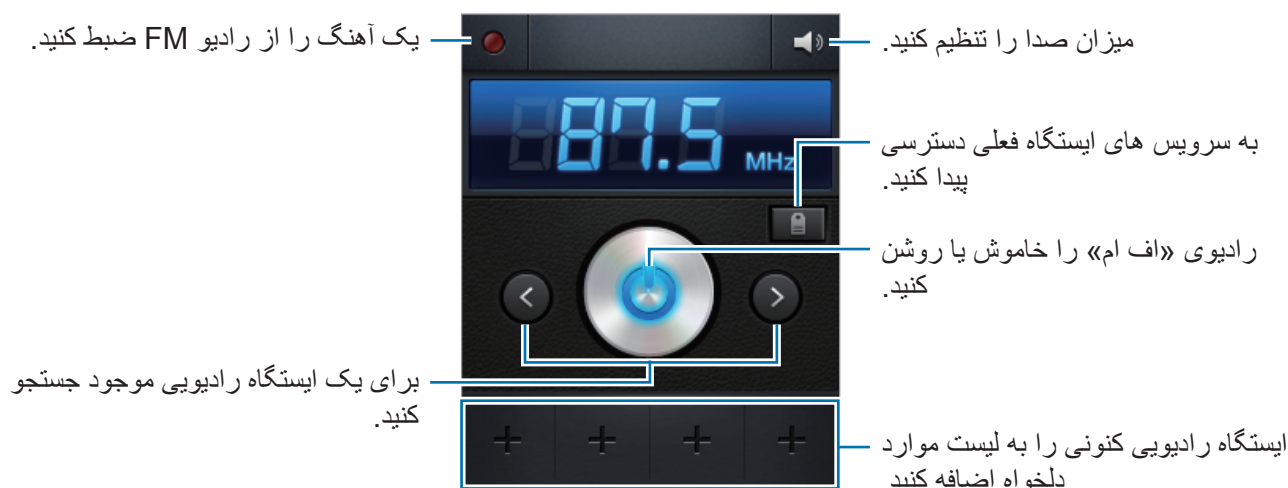 یک آهنگ را از رادیو FM ضبط کنید.
میزان صدا را تنظیم کنید.
87.5 MHz
به سرویس های ایستگاه فعلی دسترسی
پیدا کنید.
رادیوی «اف ام» را خاموش یا روشن
کنید.
برای یک ایستگاه رادیویی موجود جستجو
کنید.
ایستگاه رادیویی کنونی را به لیست موارد
دلخواه اضافه کنید